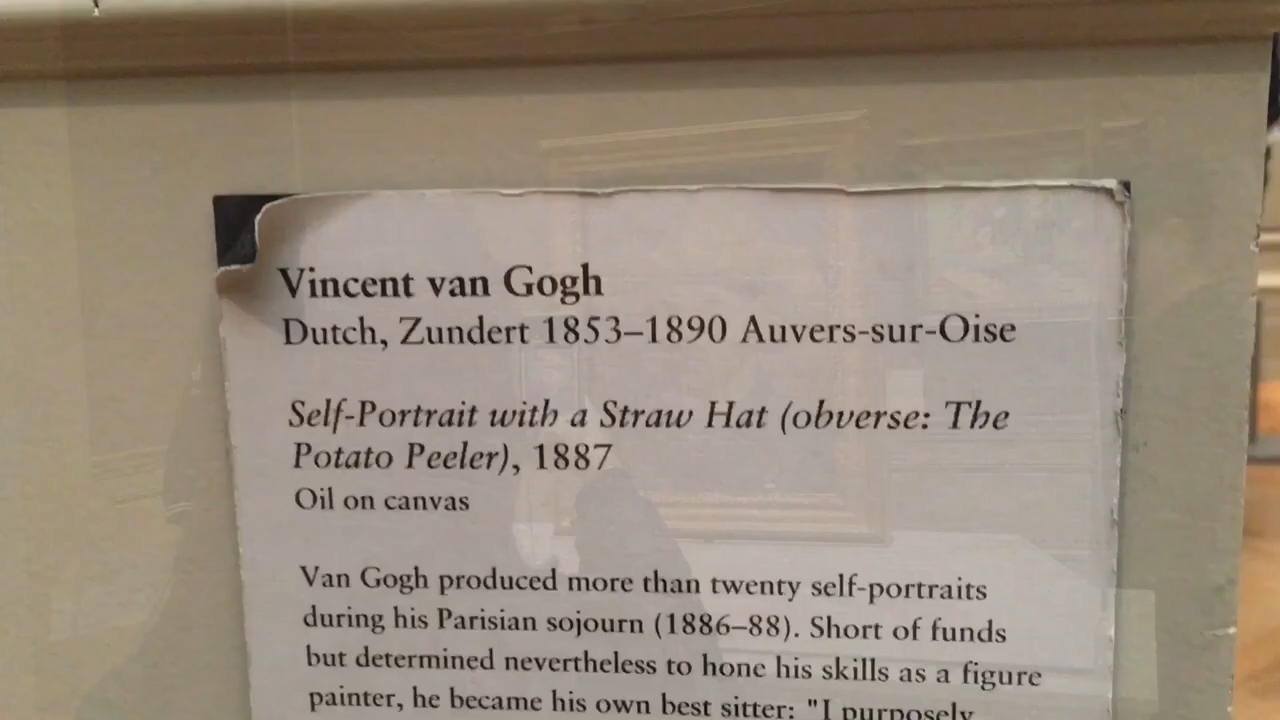 Vincent van Gogh
Dutch, Zundert 1853–1890 Auvers-sur-Oise
Self-Portrait with a Straw Hat (obverse: The
Potato Peeler), 1887
Oil on canvas
Van Gogh produced more than twenty self-portraits
during his Parisian sojourn (1886–88). Short of funds
but determined nevertheless to hone his skills as a figure
painter, he became his own best sitter: "I purposely